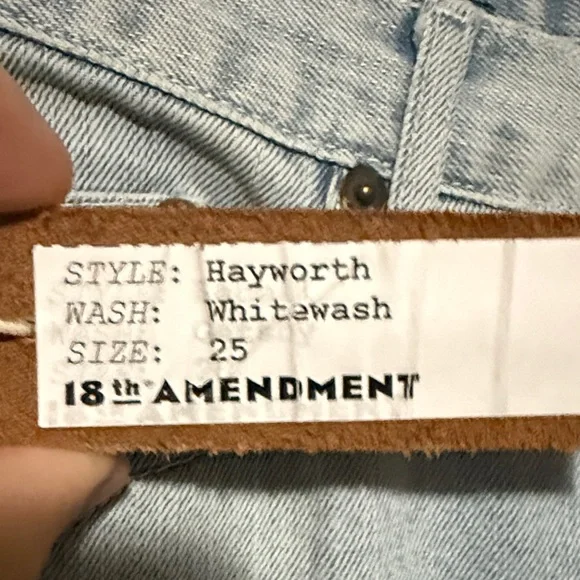 STYLE: Hayworth
WASH: Whitewash
SIZE: 25
18th AMENDMENT